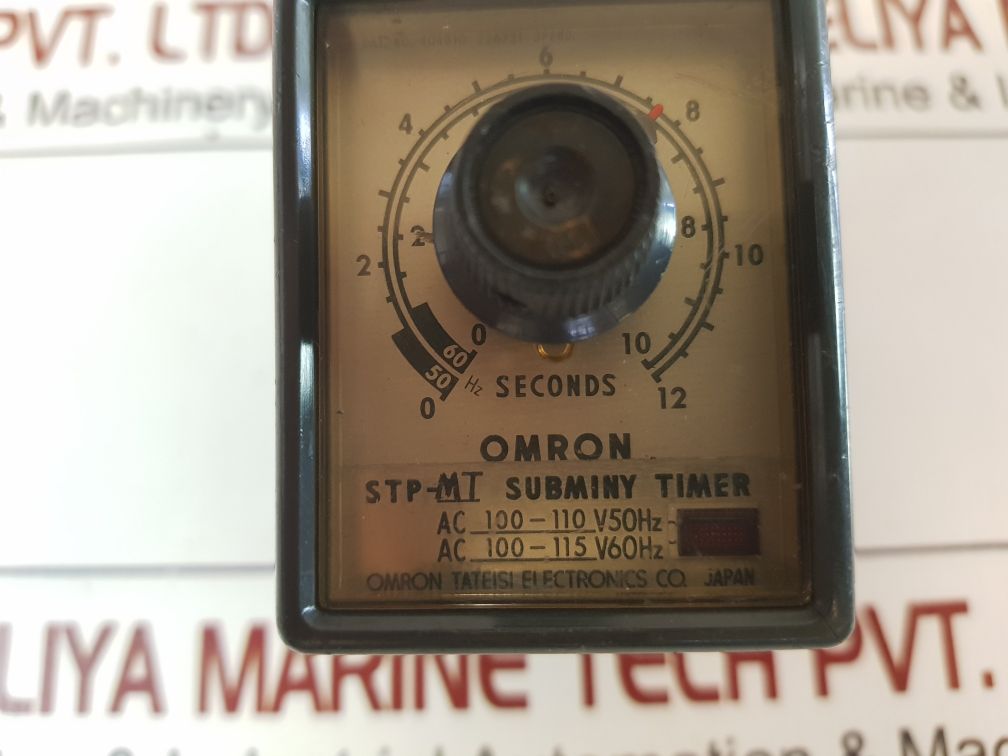 PVT. LTD
ELIYA
& Machinery
rine &
6
4
8
2
8
2
10
0
60
10
50
Hz
SECONDS
12
0
OMRON
STP-MI SUBMINY TIMER
AC 100-110 V50Hz
AC 100-115 V60Hz
OMRON TATEISI ELECTRONICS CO. JAPAN
LIYA MARINE TECH PVT.